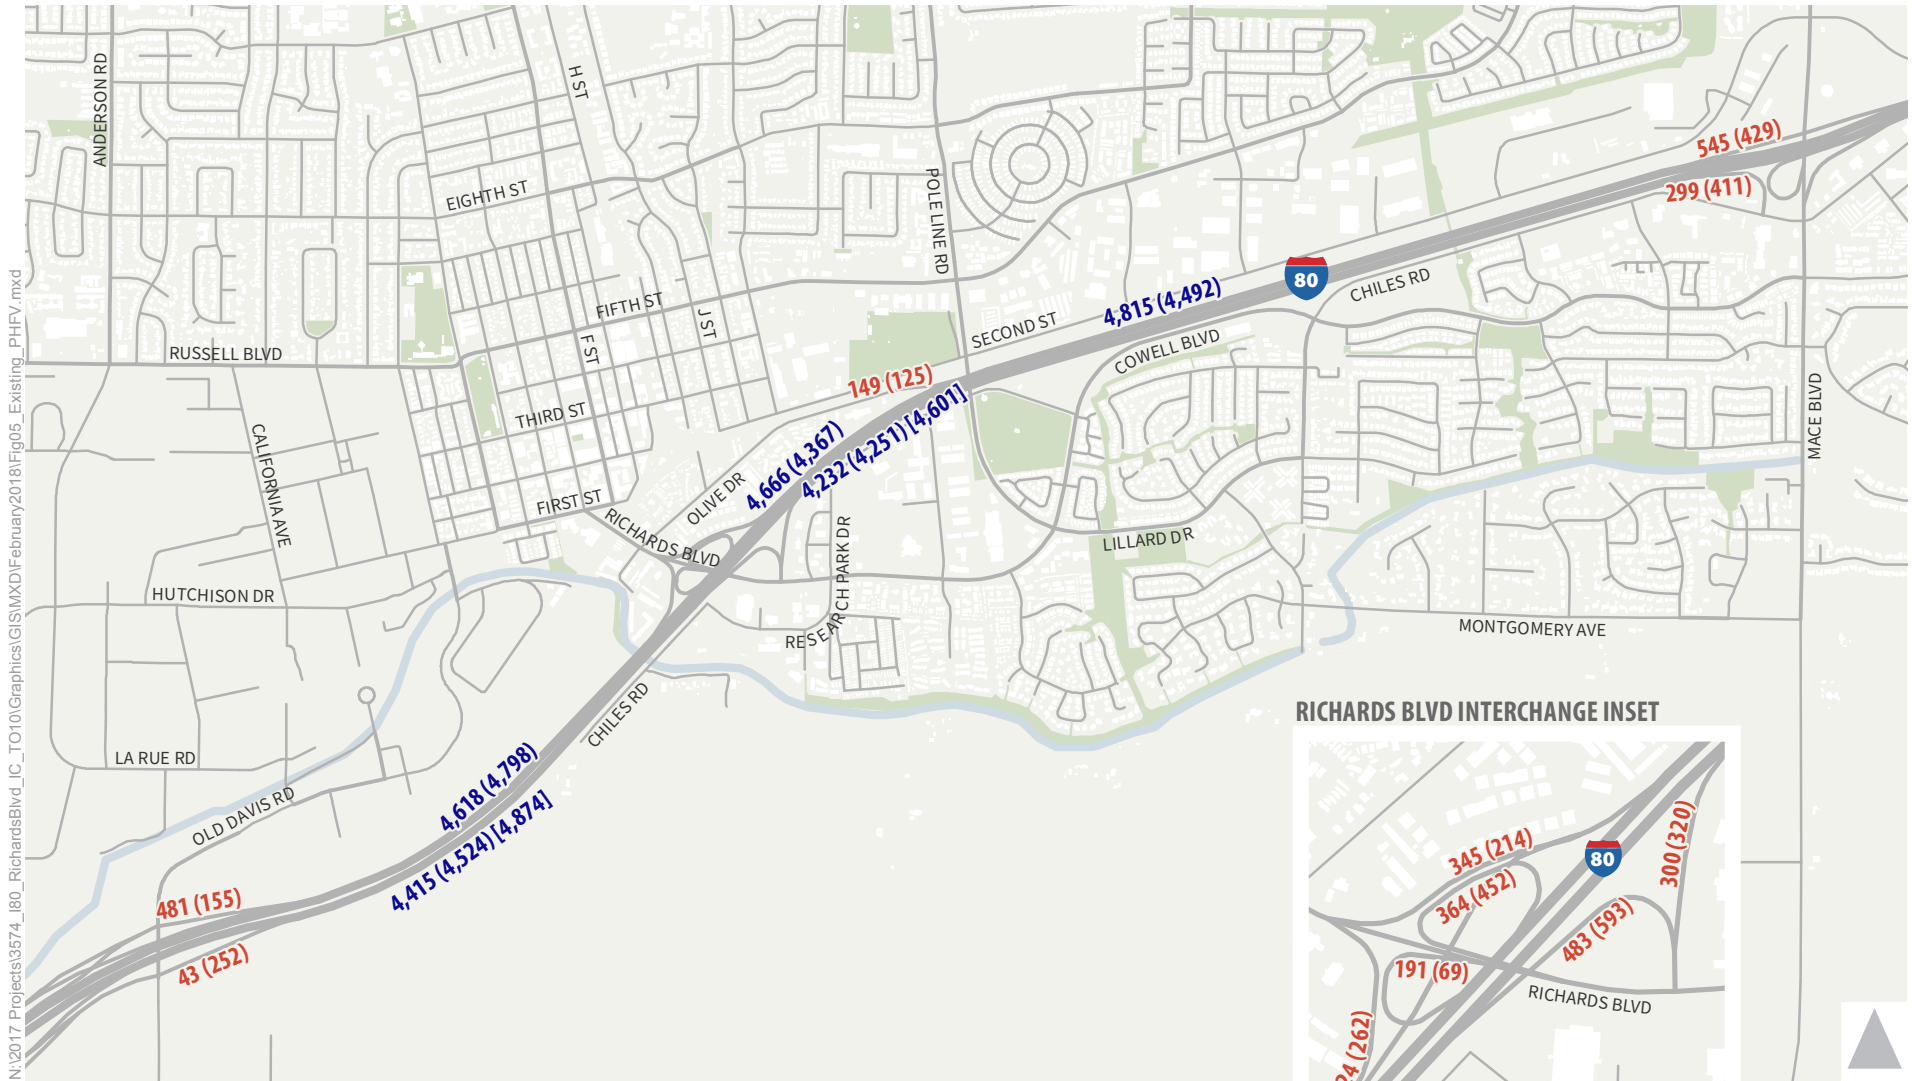 ANDERSON RD
H ST
545 (429)
299 (411)
POLE LINE RD
EIGHTH ST
80
CHILES RD
4,815 (4,492)
FIFTH ST
J ST
SECOND ST
COWELL BLVD
F ST
RUSSELL BLVD
149 (125)
MACE BLVD
THIRD ST
CALIFORNIA AVE
4,666 (4,367)
4,232 (4,251) [4,601]
OLIVE DR
FIRST ST
RICHARDS BLVD
LILLARD DR
RESEARCH PARK DR
HUTCHISON DR
MONTGOMERY AVE
CHILES RD
LA RUE RD
OLD DAVIS RD
4,618 (4,798)
4,415 (4,524) [4,874]
481 (155)
43 (252)
RICHARDS BLVD INTERCHANGE INSET
345 (214)
80
300 (320)
364 (452)
483 (593)
191 (69)
RICHARDS BLVD
(262)
N:\2017 Projects\3574_I80_RichardsBlvd_IC_TO10\Graphics\GIS\MXD\February2018\Fig05_Existing_PHFV.mxd